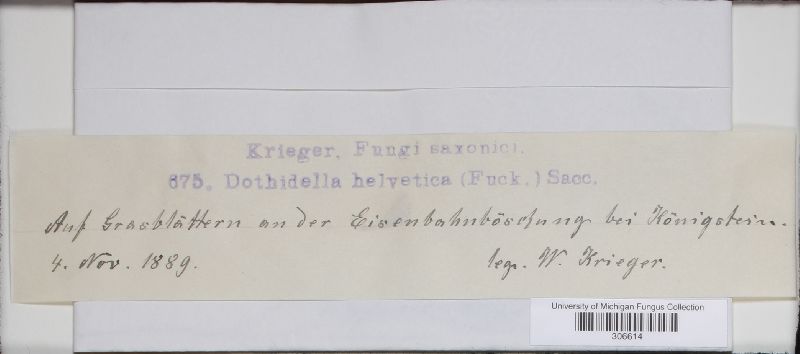 Krieger, Fungi saxonici.
675. Dothidella helvetica (Fuck.) Sacc.
Auf Grasblättern an der Eisenbahnböschung bei Königstein.
4. Nov. 1889. leg. W. Krieger.
University of Michigan Fungus Collection
306614